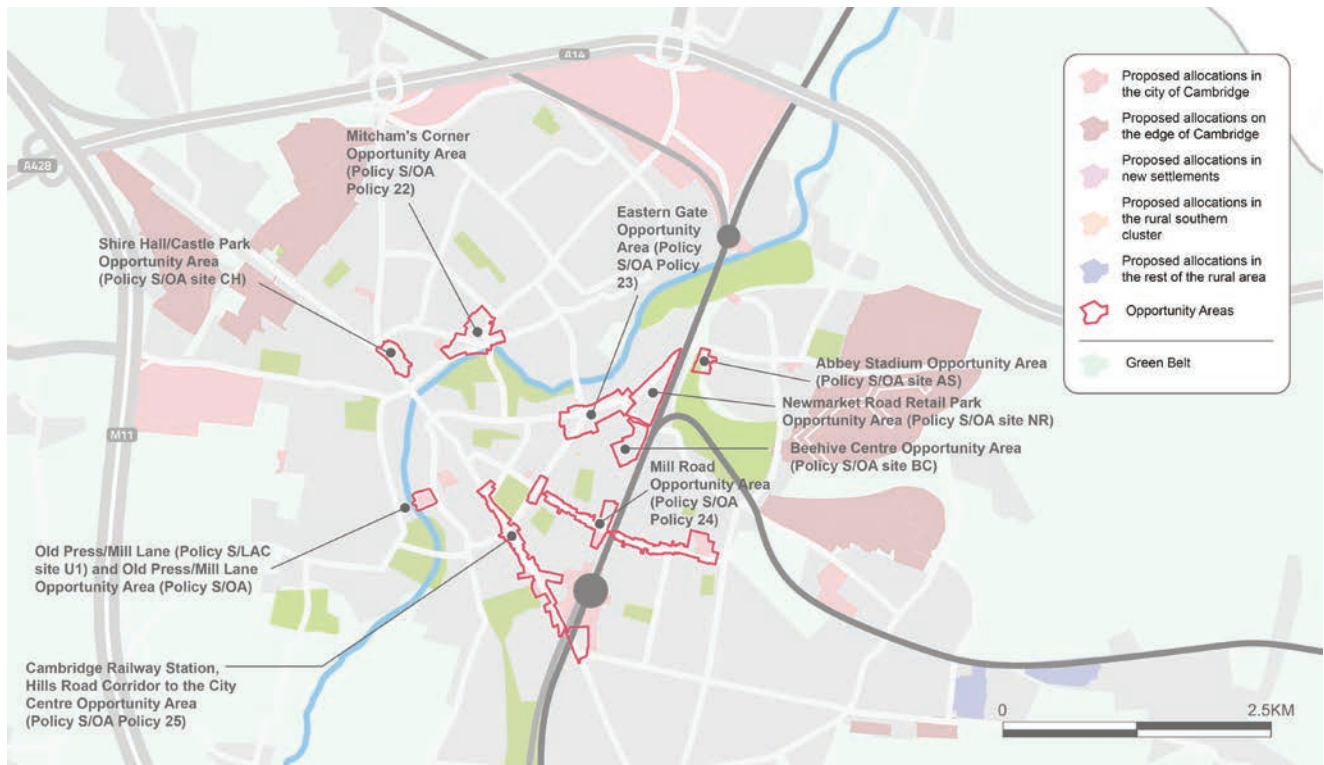 A14
A428
M11
Mitcham's Corner
Opportunity Area
(Policy S/OA
Policy 22)
Shire Hall/Castle Park
Opportunity Area
(Policy S/OA site CH)
Eastern Gate
Opportunity
Area (Policy
S/OA Policy
23)
Abbey Stadium Opportunity Area
(Policy S/OA site AS)
Newmarket Road Retail Park
Opportunity Area (Policy S/OA site NR)
Beehive Centre Opportunity Area
(Policy S/OA site BC)
Mill Road
Opportunity Area
(Policy S/OA
Policy 24)
Old Press/Mill Lane (Policy S/LAC
site U1) and Old Press/Mill Lane
Opportunity Area (Policy S/OA)
Cambridge Railway Station,
Hills Road Corridor to the City
Centre Opportunity Area
(Policy S/OA Policy 25)
Proposed allocations in
the city of Cambridge
Proposed allocations on
the edge of Cambridge
Proposed allocations in
new settlements
Proposed allocations in
the rural southern
cluster
Proposed allocations in
the rest of the rural area
Opportunity Areas
Green Belt
0
2.5KM